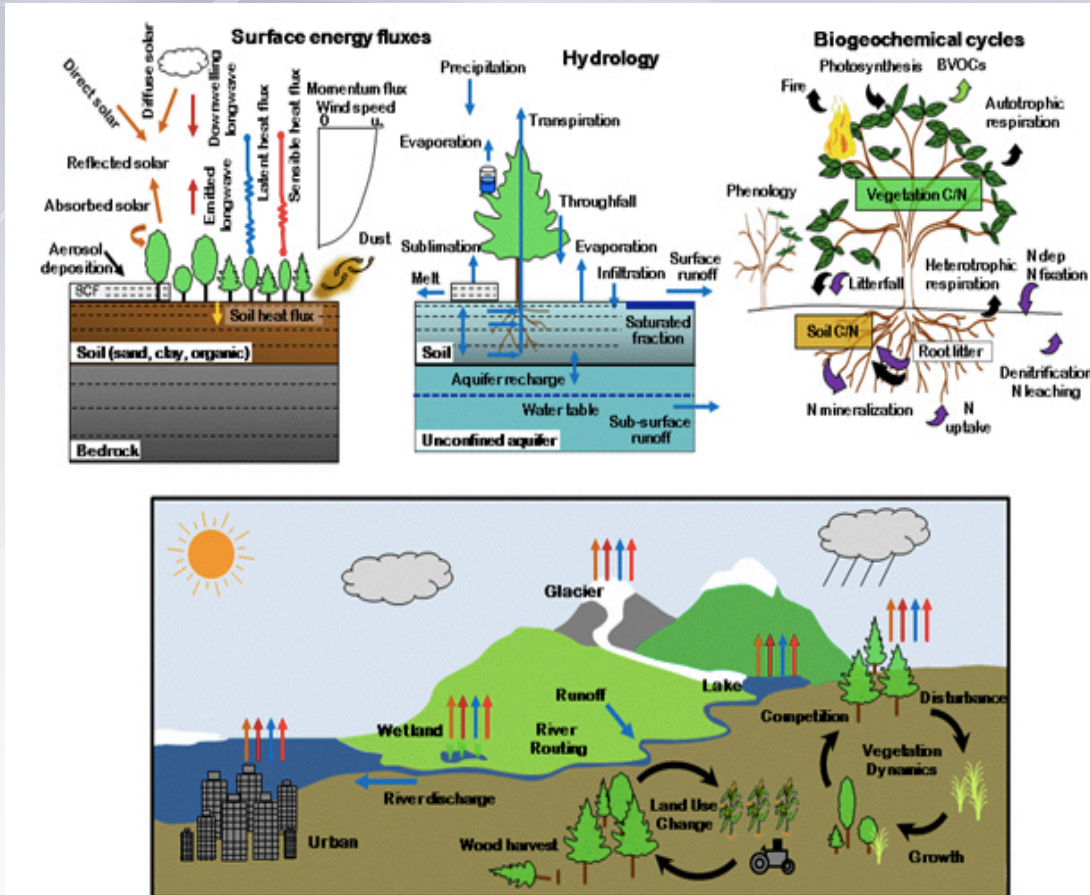 Surface energy fluxes
Direct solar
Diffuse solar
Downwelling
longwave
Reflected solar
Absorbed solar
Emitted
longwave
Latent heat flux
Sensible heat flux
Momentum flux
Wind speed
0
Dust
Aerosol
deposition
SCF
Soil heat flux
Soil (sand, clay, organic)
Bedrock
Hydrology
Precipitation
Transpiration
Evaporation
Throughfall
Sublimation
Evaporation
Melt
Infiltration
Surface
runoff
Soil
Saturated
fraction
Aquifer recharge
Water table
Unconfined aquifer
Sub-surface
runoff
Biogeochemical cycles
Photosynthesis
BVOCs
Fire
Autotrophic
respiration
Phenology
Vegetation C/N
Litterfall
Heterotrophic
respiration
N dep
N fixation
Soil C/N
Root litter
Denitrification
N leaching
N mineralization
N
uptake
Glacier
Lake
Runoff
Wetland
River
Routing
River discharge
Urban
Competition
Disturbance
Vegetation
Dynamics
Growth
Land Use
Change
Wood harvest